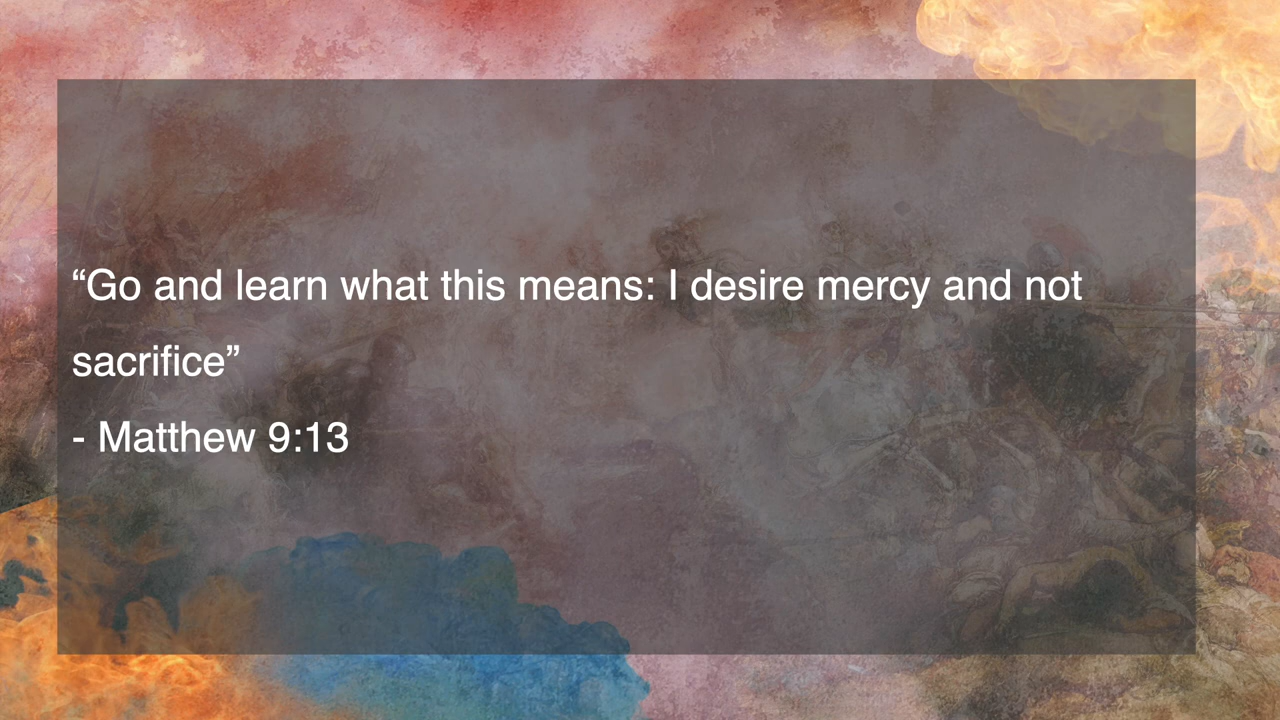 “Go and learn what this means: I desire mercy and not
sacrifice”
- Matthew 9:13